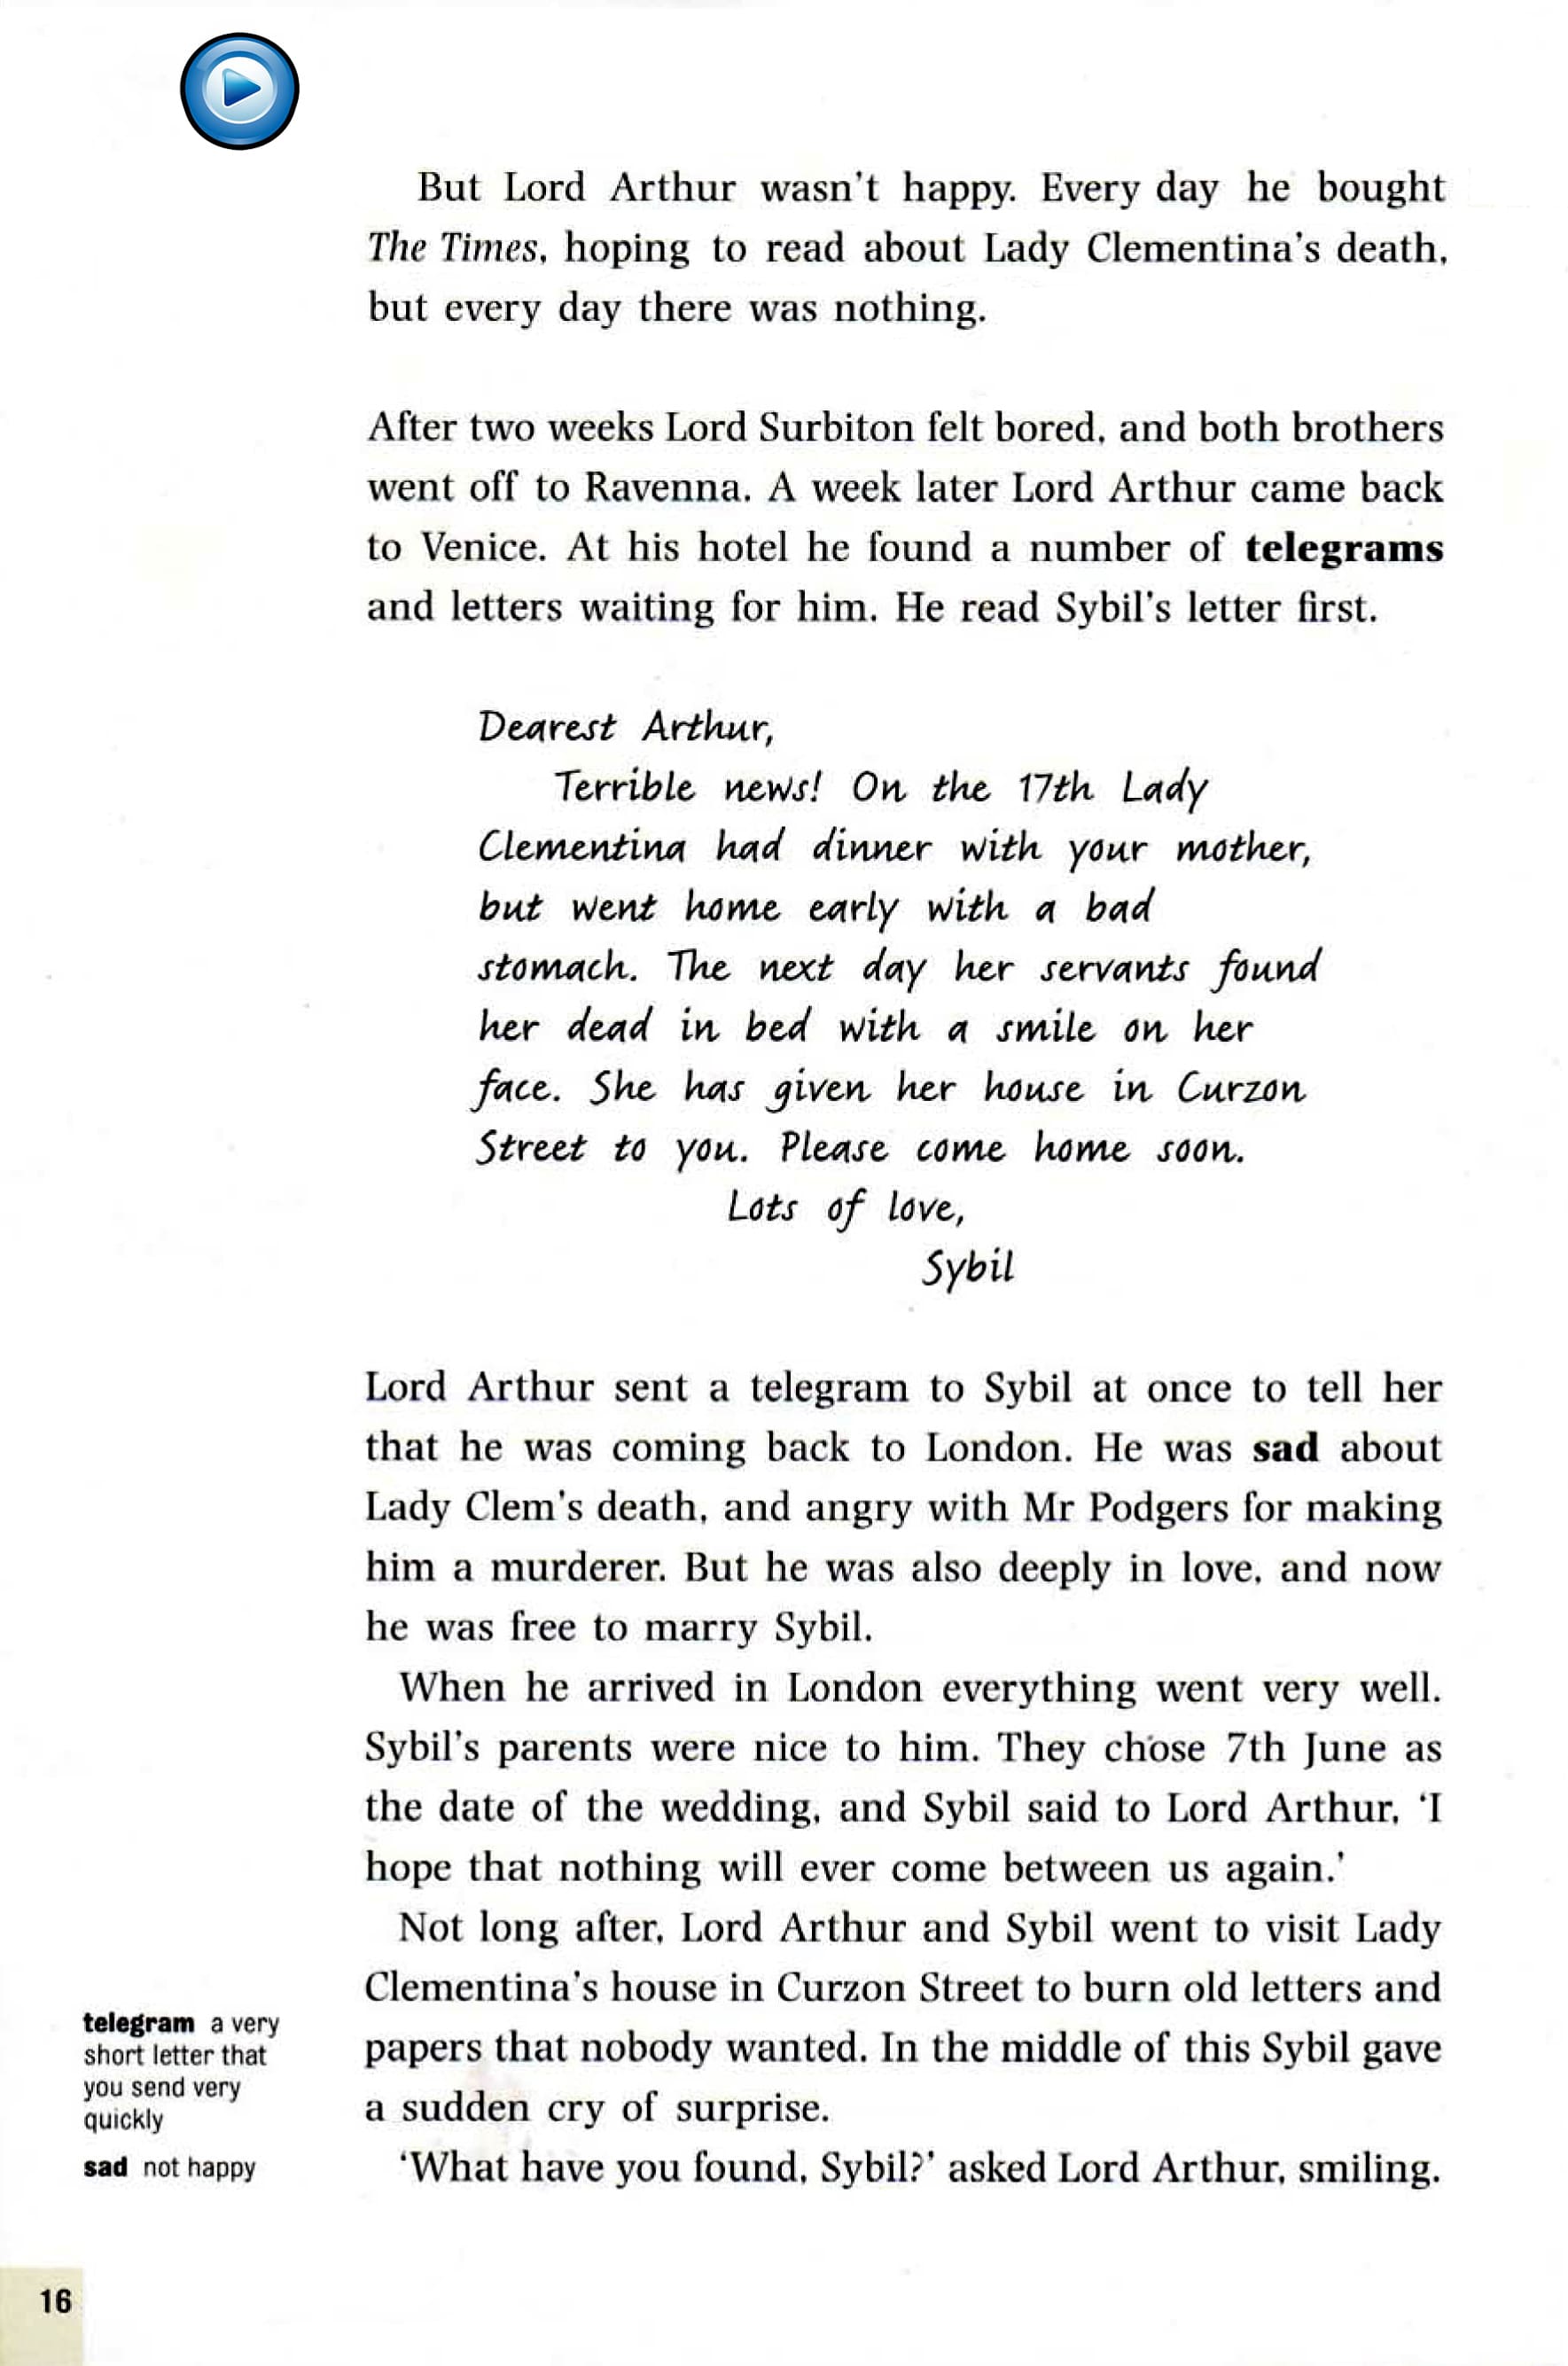 But Lord Arthur wasn't happy. Every day he bought
The Times, hoping to read about Lady Clementina's death,
but every day there was nothing.
After two weeks Lord Surbiton felt bored, and both brothers
went off to Ravenna. A week later Lord Arthur came back
to Venice. At his hotel he found a number of telegrams
and letters waiting for him. He read Sybil's letter first.
Dearest Arthur,
Terrible news! On the 17th Lady
Clementina had dinner with your mother,
but went home early with a bad
stomach. The next day her servants found
her dead in bed with a smile on her
face. She has given her house in Curzon
Street to you. Please come home soon.
Lots of love,
Sybil
Lord Arthur sent a telegram to Sybil at once to tell her
that he was coming back to London. He was sad about
Lady Clem's death, and angry with Mr Podgers for making
him a murderer. But he was also deeply in love, and now
he was free to marry Sybil.
When he arrived in London everything went very well.
Sybil's parents were nice to him. They chose 7th June as
the date of the wedding, and Sybil said to Lord Arthur, 'I
hope that nothing will ever come between us again.'
Not long after, Lord Arthur and Sybil went to visit Lady
Clementina's house in Curzon Street to burn old letters and
papers that nobody wanted. In the middle of this Sybil gave
a sudden cry of surprise.
'What have you found, Sybil?' asked Lord Arthur, smiling.
telegram a very
short letter that
you send very
quickly
sad not happy
16